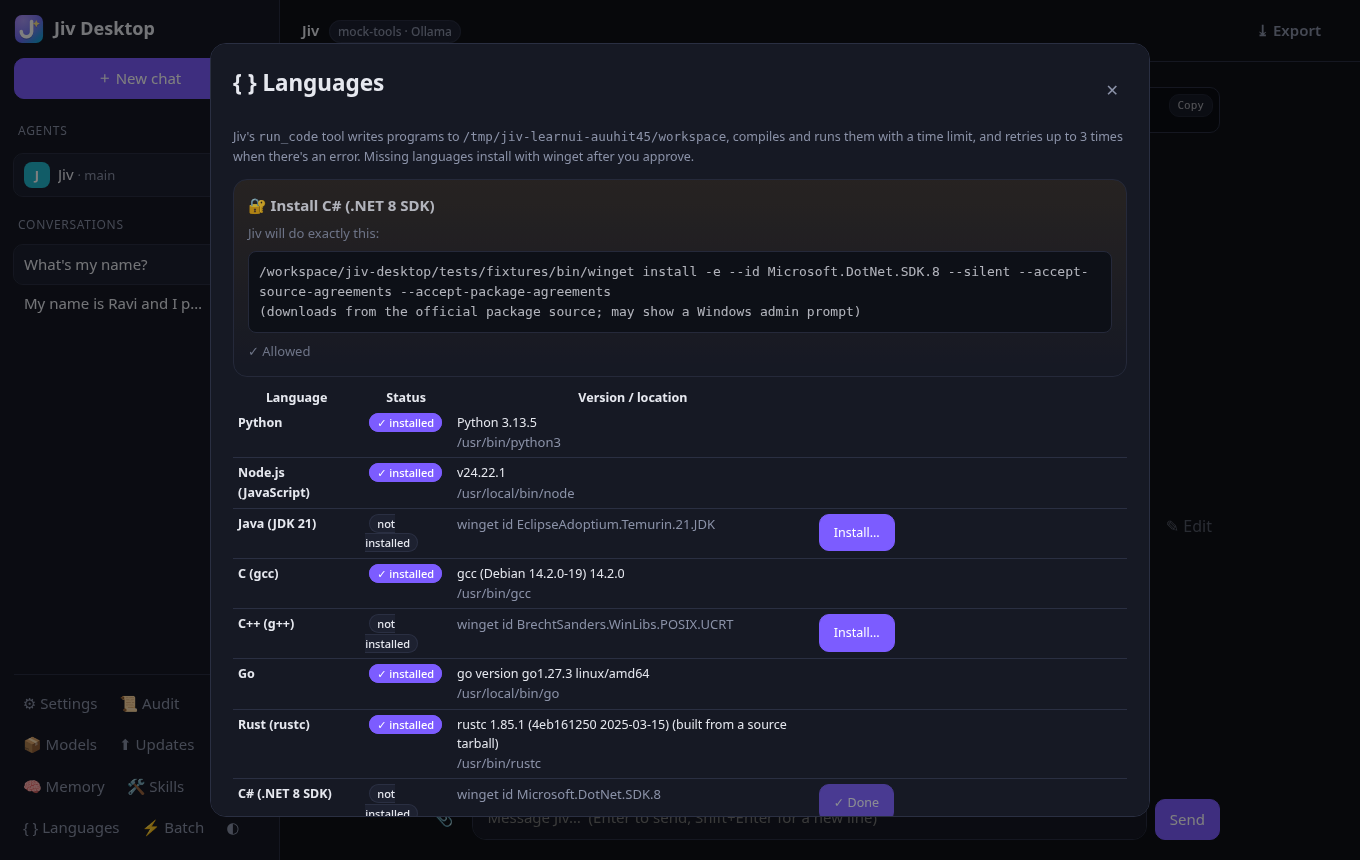 Jiv Desktop
+ New chat
AGENTS
J Jiv · main
CONVERSATIONS
What's my name?
My name is Ravi and I p...
⚙ Settings 📜 Audit
📦 Models ⬆ Updates
🧠 Memory 🛠️ Skills
{ } Languages ⚡ Batch ◐
Jiv mock-tools · Ollama
⤓ Export
Copy
✎ Edit
{ } Languages
✕
Jiv's run_code tool writes programs to /tmp/jiv-learnui-auuhit45/workspace, compiles and runs them with a time limit, and retries up to 3 times
when there's an error. Missing languages install with winget after you approve.
🔐 Install C# (.NET 8 SDK)
Jiv will do exactly this:
/workspace/jiv-desktop/tests/fixtures/bin/winget install -e --id Microsoft.DotNet.SDK.8 --silent --accept-
source-agreements --accept-package-agreements
(downloads from the official package source; may show a Windows admin prompt)
✓ Allowed
Language Status Version / location
Python ✓ installed Python 3.13.5
/usr/bin/python3
Node.js ✓ installed v24.22.1
(JavaScript) /usr/local/bin/node
Java (JDK 21) not winget id EclipseAdoptium.Temurin.21.JDK Install...
installed
C (gcc) ✓ installed gcc (Debian 14.2.0-19) 14.2.0
/usr/bin/gcc
C++ (g++) not winget id BrechtSanders.WinLibs.POSIX.UCRT Install...
installed
Go ✓ installed go version go1.27.3 linux/amd64
/usr/local/bin/go
Rust (rustc) ✓ installed rustc 1.85.1 (4eb161250 2025-03-15) (built from a source
tarball)
/usr/bin/rustc
C# (.NET 8 SDK) not winget id Microsoft.DotNet.SDK.8 ✓ Done
installed
Message Jiv... (Enter to send, Shift+Enter for a new line)
Send